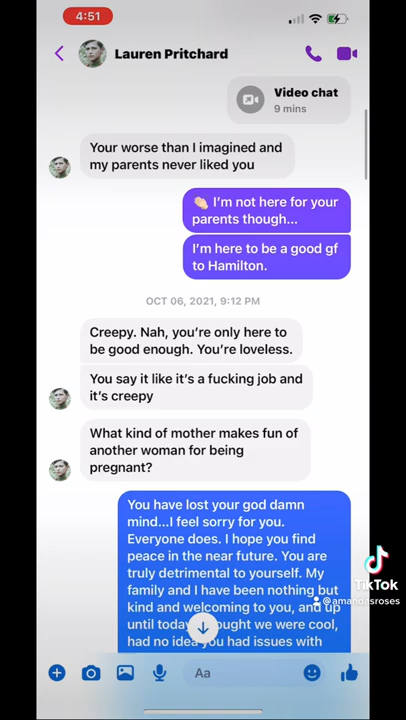 4:51
Lauren Pritchard
Video chat
9 mins
Your worse than I imagined and
my parents never liked you
👏🏻 I'm not here for your
parents though...
I'm here to be a good gf
to Hamilton.
OCT 06, 2021, 9:12 PM
Creepy. Nah, you're only here to
be good enough. You're loveless.
You say it like it's a fucking job and
it's creepy
What kind of mother makes fun of
another woman for being
pregnant?
You have lost your god damn
mind...I feel sorry for you.
Everyone does. I hope you find
peace in the near future. You are
truly detrimental to yourself. My
family and I have been nothing but
kind and welcoming to you, and up
until today thought we were cool,
had no idea you had issues with
TikTok
@amandasroses
Aa